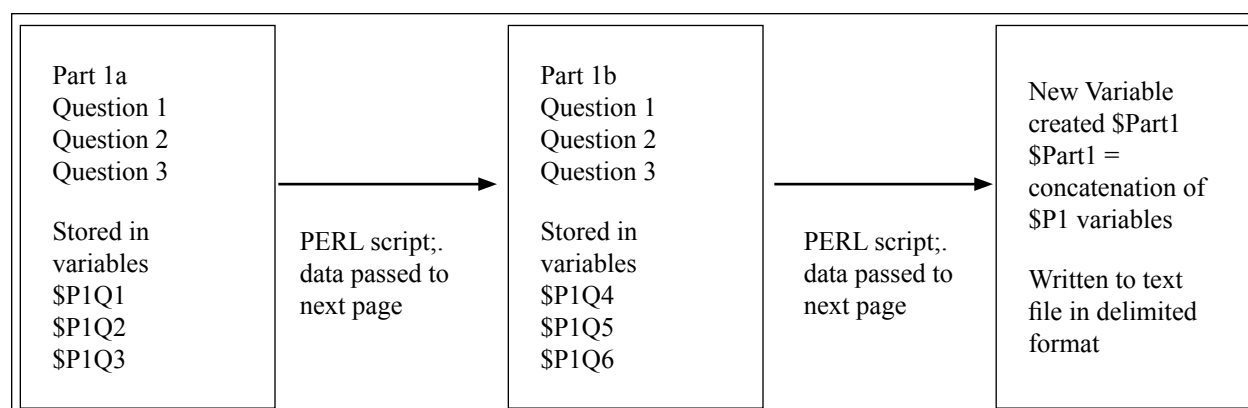 Part 1a
Question 1
Question 2
Question 3
Stored in
variables
$P1Q1
$P1Q2
$P1Q3
PERL script;.
data passed to
next page
Part 1b
Question 1
Question 2
Question 3
Stored in
variables
$P1Q4
$P1Q5
$P1Q6
PERL script;.
data passed to
next page
New Variable
created $Part1
$Part1 =
concatenation of
$P1 variables
Written to text
file in delimited
format